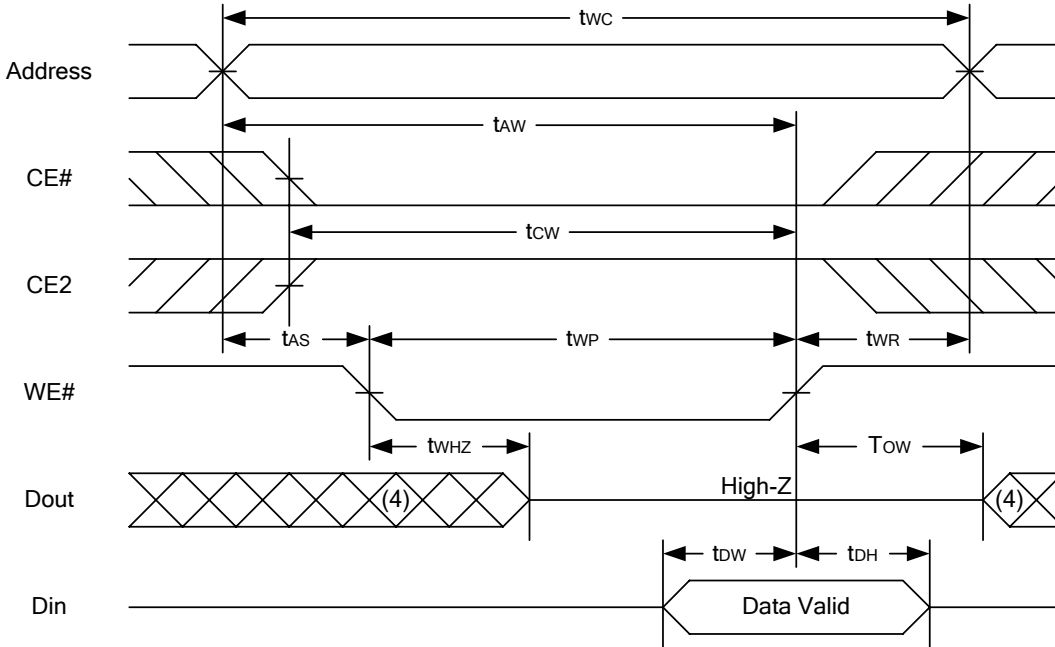 tWC
Address
tAW
CE#
tCW
CE2
tAS tWP tWR
WE#
tWHZ TOW
Dout (4) High-Z (4)
tDW tDH
Din Data Valid